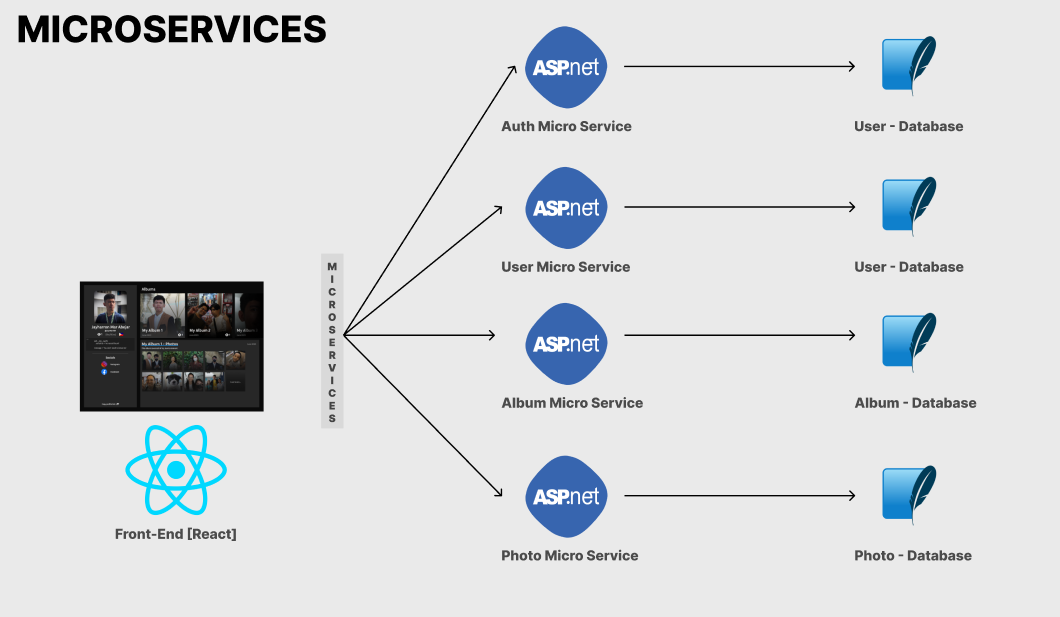 MICROSERVICES
ASP.net
Auth Micro Service
User - Database
ASP.net
User Micro Service
User - Database
MICROSERVICES
Albums
My Album 1
My Album 2
My Album 1 : Photos
ASP.net
Album Micro Service
Album - Database
ASP.net
Photo Micro Service
Photo - Database
Front-End [React]